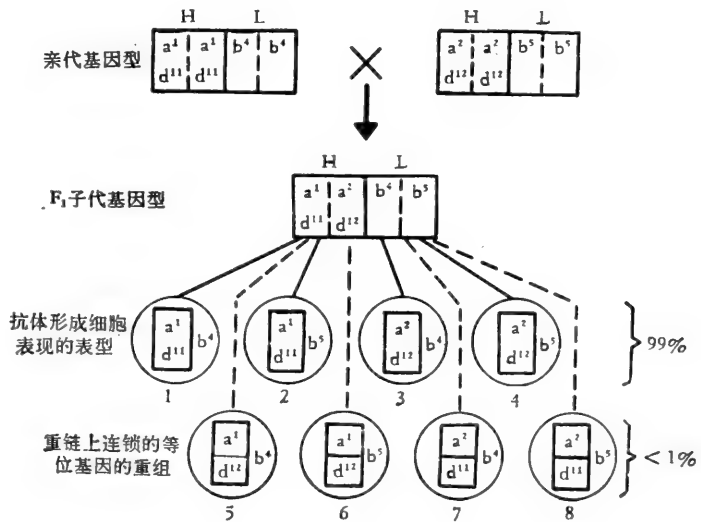 H L H L
亲代基因型 a¹ a¹ b⁴ b⁴ a² a² b⁵ b⁵
d¹¹ d¹¹ d¹² d¹²
H L
F₁子代基因型 a¹ a² b⁴ b⁵
d¹¹ d¹²
抗体形成细胞
表现的表型
a¹ b⁴ a¹ b⁵ a² b⁴ a² b⁵
d¹¹ d¹¹ d¹² d¹²
99%
1 2 3 4
重链上连锁的等
位基因的重组
a¹ b⁴ a¹ b⁵ a² b⁴ a² b⁵
d¹² d¹² d¹¹ d¹¹
<1%
5 6 7 8